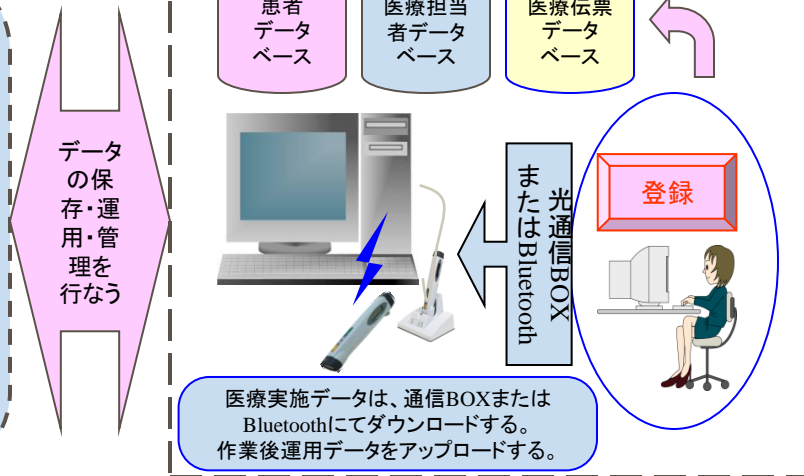 患者
データ
ベース
医療担当
者データ
ベース
医療伝票
データ
ベース
データ
の保
存・運
用・管
理を
行なう
光通信BOX
またはBluetooth
登録
医療実施データは、通信BOXまたは
Bluetoothにてダウンロードする。
作業後運用データをアップロードする。